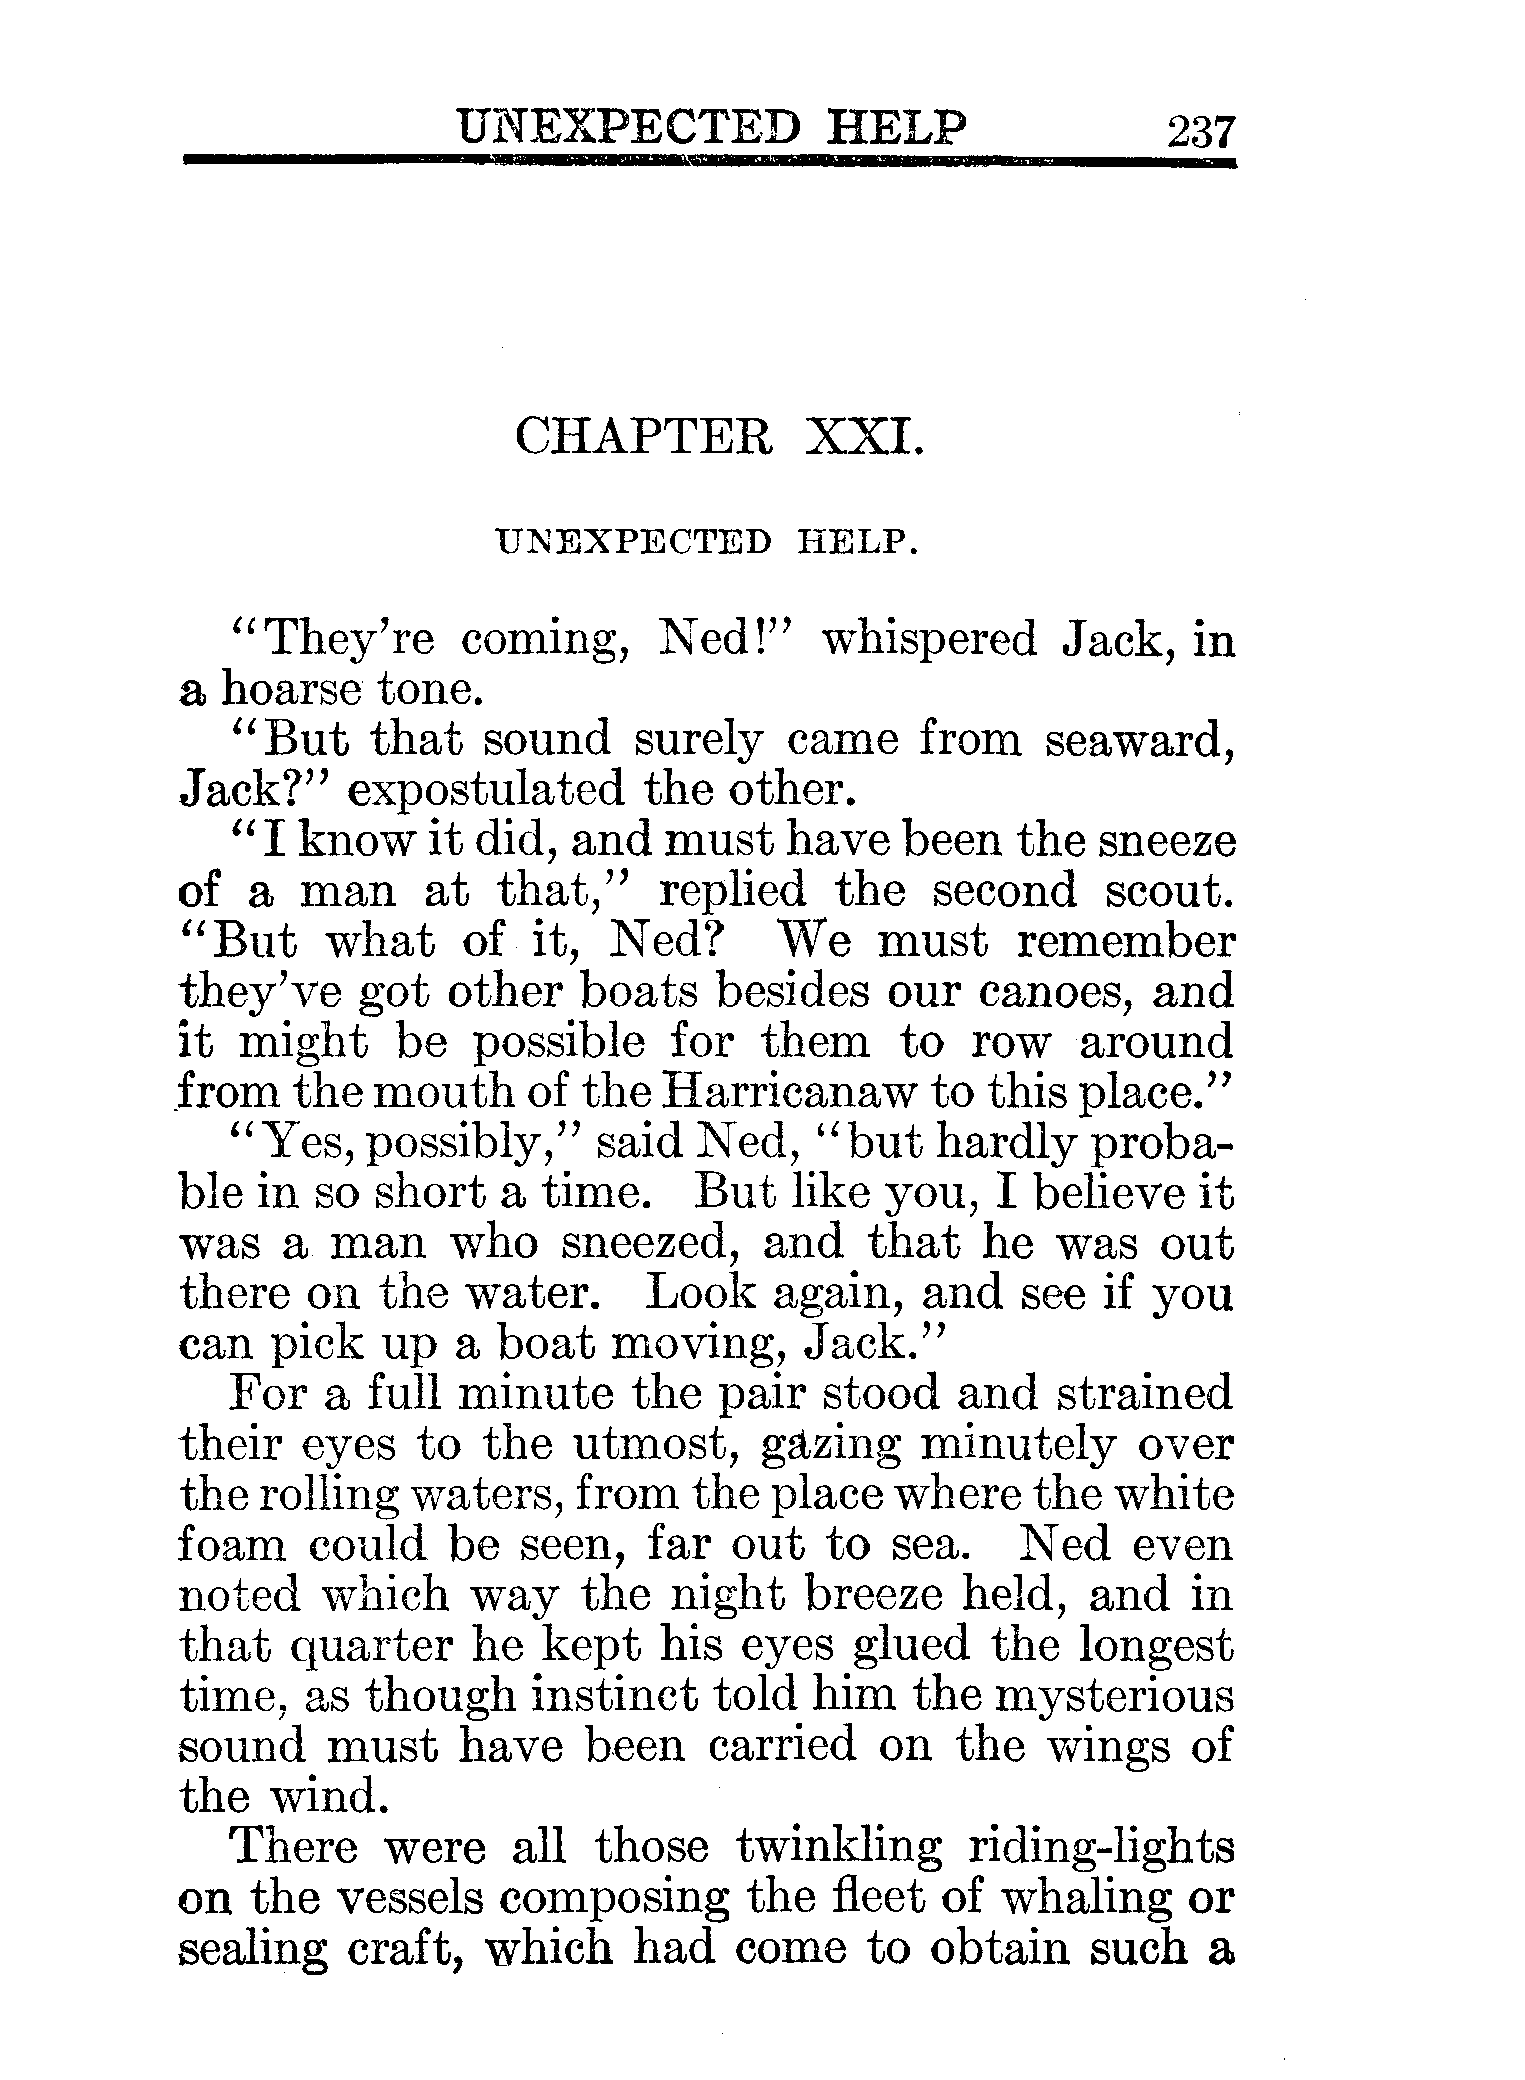 UNEXPECTED HELP 237
CHAPTER XXI.
UNEXPECTED HELP.
"They're coming, Ned!" whispered Jack, in
a hoarse tone.
"But that sound surely came from seaward,
Jack?" expostulated the other.
"I know it did, and must have been the sneeze
of a man at that," replied the second scout.
"But what of it, Ned? We must remember
they've got other boats besides our canoes, and
it might be possible for them to row around
from the mouth of the Harricanaw to this place."
"Yes, possibly," said Ned, "but hardly proba-
ble in so short a time. But like you, I believe it
was a man who sneezed, and that he was out
there on the water. Look again, and see if you
can pick up a boat moving, Jack."
For a full minute the pair stood and strained
their eyes to the utmost, gazing minutely over
the rolling waters, from the place where the white
foam could be seen, far out to sea. Ned even
noted which way the night breeze held, and in
that quarter he kept his eyes glued the longest
time, as though instinct told him the mysterious
sound must have been carried on the wings of
the wind.
There were all those twinkling riding-lights
on the vessels composing the fleet of whaling or
sealing craft, which had come to obtain such a